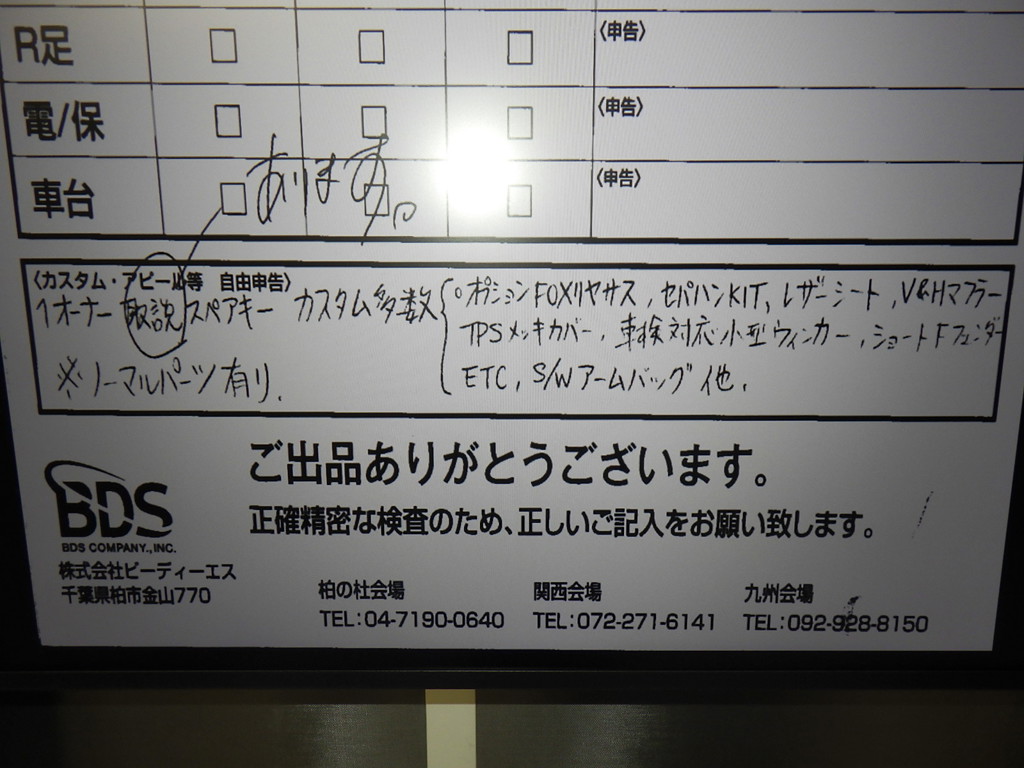 R足 □ □ □ 〈申告〉
電/保 □ □ □ 〈申告〉
車台 □ □ □ 〈申告〉
あります。
〈カスタム・アピール等 自由申告〉
1オーナー 取説 スペアキー カスタム多数
※ノーマルパーツ有り.
○オプションFOXリヤサス, セパハンKIT, レザーシート, V&Hマフラー
TPSメッキカバー, 車検対応小型ウィンカー, ショートFフェンダー
ETC, S/Wアームバッグ他.
ご出品ありがとうございます。
正確精密な検査のため、正しいご記入をお願い致します。
BDS
BDS COMPANY., INC.
株式会社ビーディーエス
千葉県柏市金山770
柏の杜会場 関西会場 九州会場
TEL:04-7190-0640 TEL:072-271-6141 TEL:092-928-8150